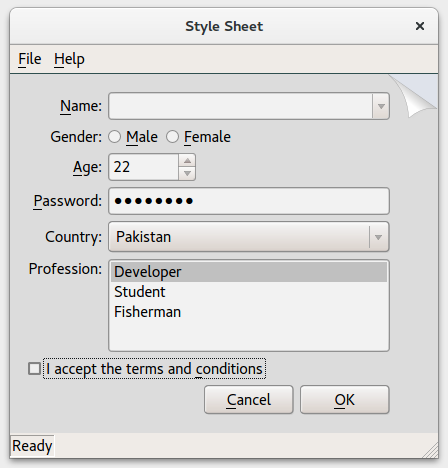 Style Sheet
File Help
Name:
Gender: Male Female
Age: 22
Password: ●●●●●●●●
Country: Pakistan
Profession: Developer
Student
Fisherman
I accept the terms and conditions
Cancel OK
Ready